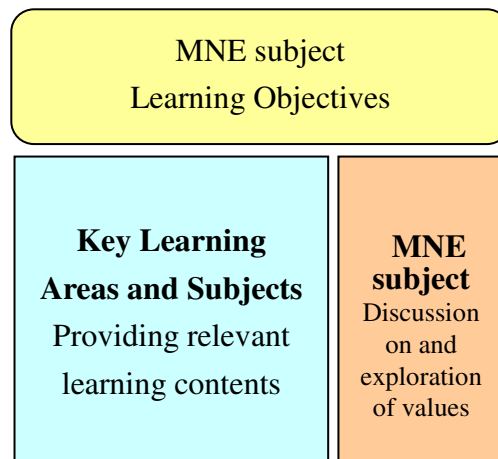 MNE subject
Learning Objectives
Key Learning
Areas and Subjects
Providing relevant
learning contents
MNE
subject
Discussion
on and
exploration
of values